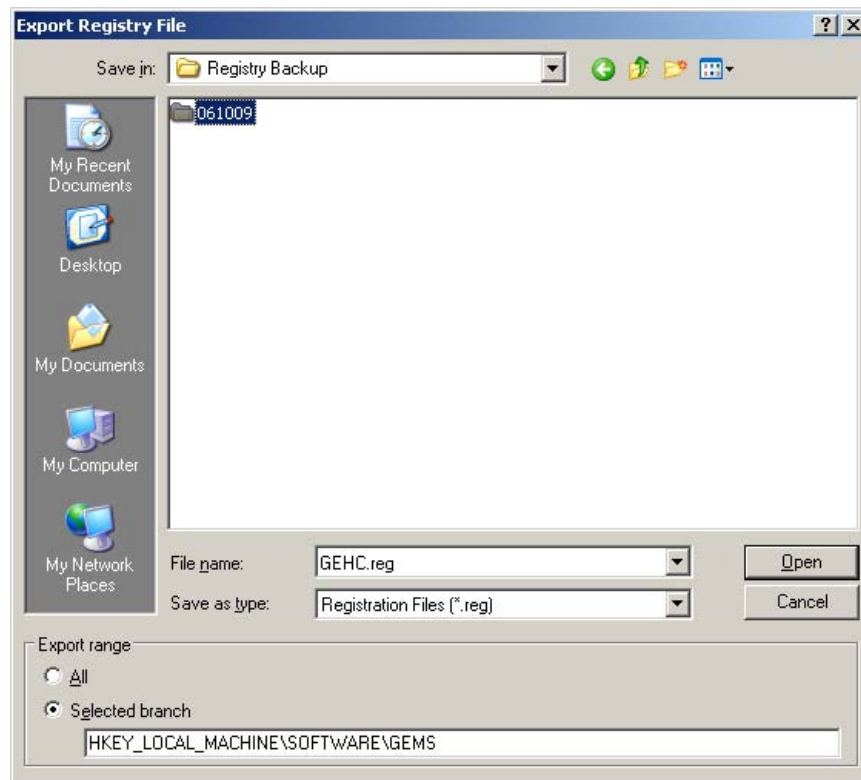 Export Registry File
Save in: Registry Backup
061009
My Recent
Documents
Desktop
My Documents
My Computer
My Network
Places
File name: GEHC.reg Open
Save as type: Registration Files (*.reg) Cancel
Export range
All
Selected branch
HKEY_LOCAL_MACHINE\SOFTWARE\GEMS